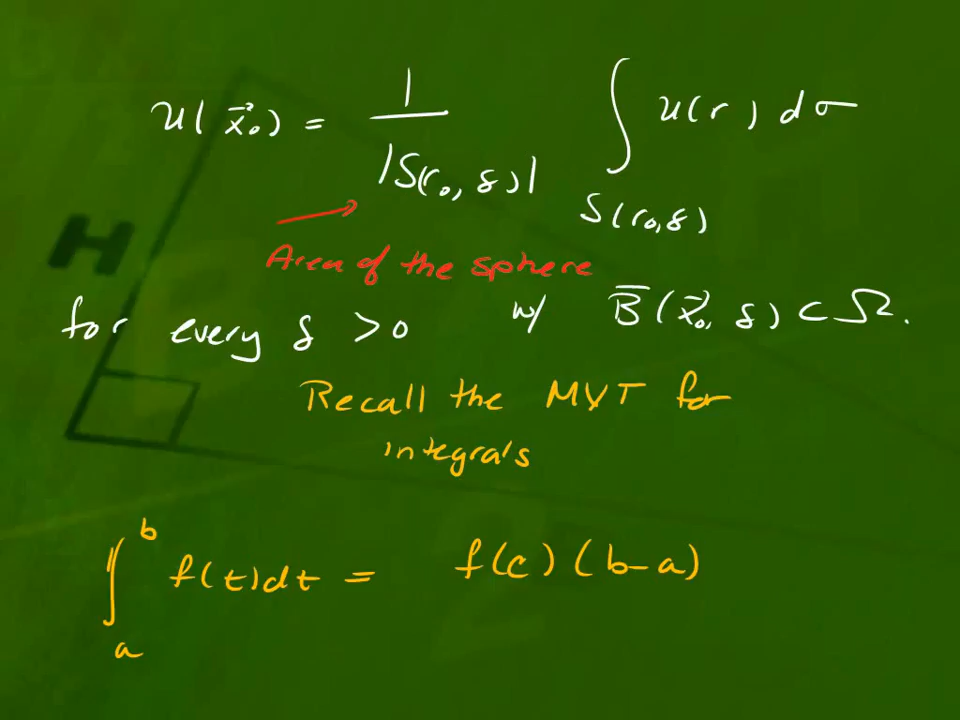 u(x⃗₀) = 1/|S(r₀, δ)| ∫_{S(r₀,δ)} u(r) dσ
Area of the sphere
for every δ > 0 w/ B̅(x⃗₀, δ) ⊂ Ω.
Recall the MVT for
integrals
∫_a^b f(t)dt = f(c)(b-a)
H